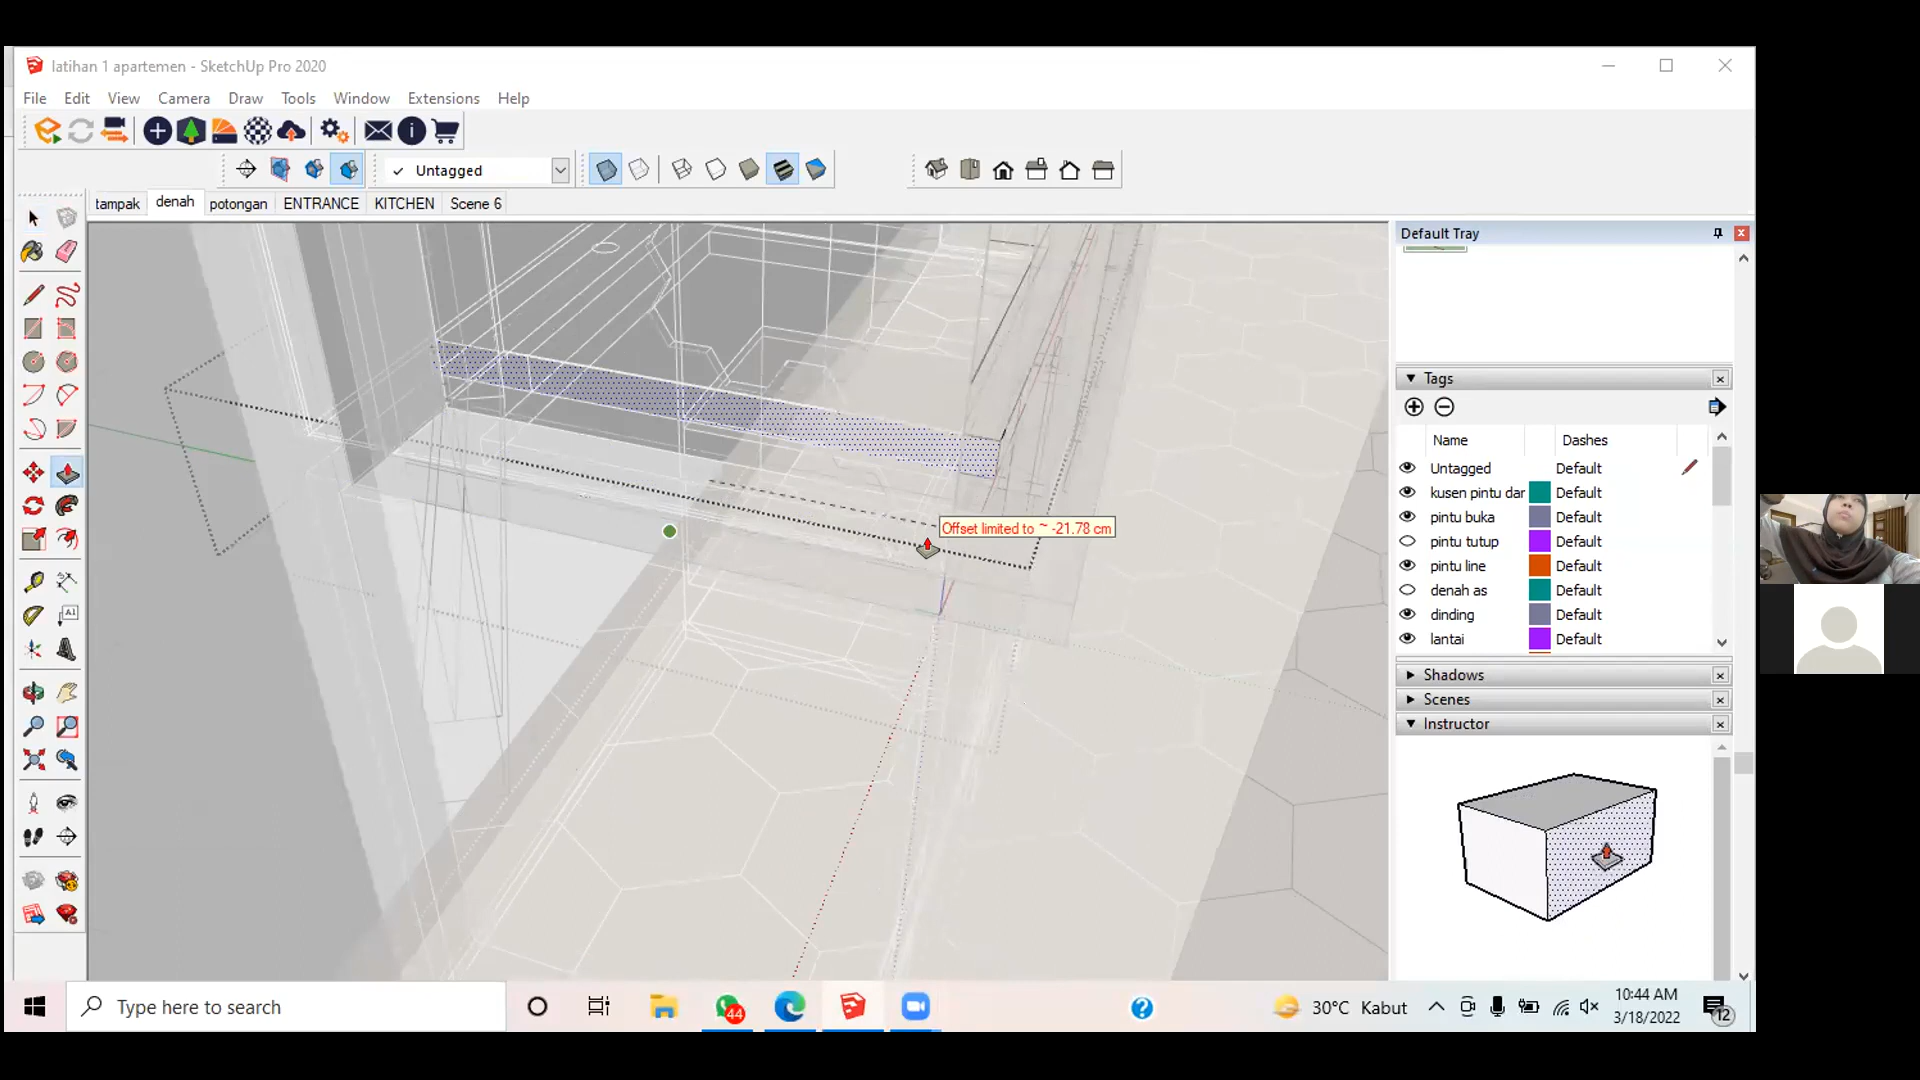 latihan 1 apartemen - SketchUp Pro 2020
File Edit View Camera Draw Tools Window Extensions Help
Untagged
tampak denah potongan ENTRANCE KITCHEN Scene 6
Default Tray
Tags
Name Dashes
Untagged Default
kusen pintu dar Default
pintu buka Default
pintu tutup Default
pintu line Default
denah as Default
dinding Default
lantai Default
Offset limited to ~ -21.78 cm
A1
Shadows
Scenes
Instructor
Type here to search
44
30°C Kabut
10:44 AM
3/18/2022
12